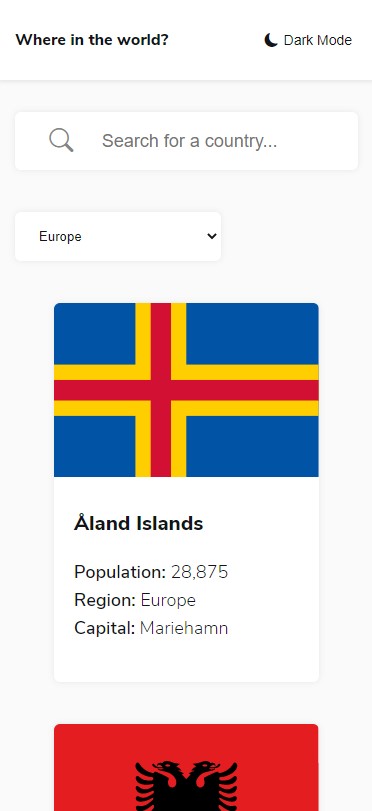 Where in the world?
Dark Mode
Search for a country...
Europe
Åland Islands
Population: 28,875
Region: Europe
Capital: Mariehamn